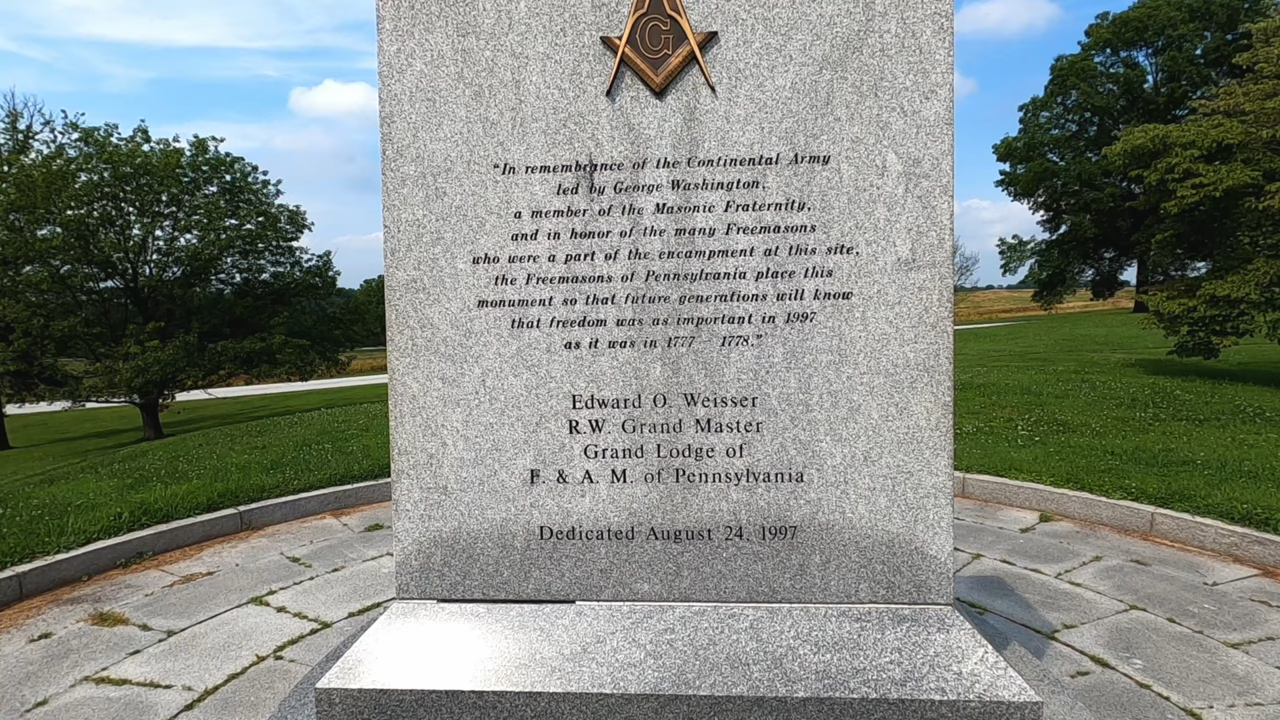 G
“In remembrance of the Continental Army
led by George Washington,
a member of the Masonic Fraternity,
and in honor of the many Freemasons
who were a part of the encampment at this site,
the Freemasons of Pennsylvania place this
monument so that future generations will know
that freedom was as important in 1997
as it was in 1777 1778.”
Edward O. Weisser
R.W. Grand Master
Grand Lodge of
F. & A. M. of Pennsylvania
Dedicated August 24, 1997